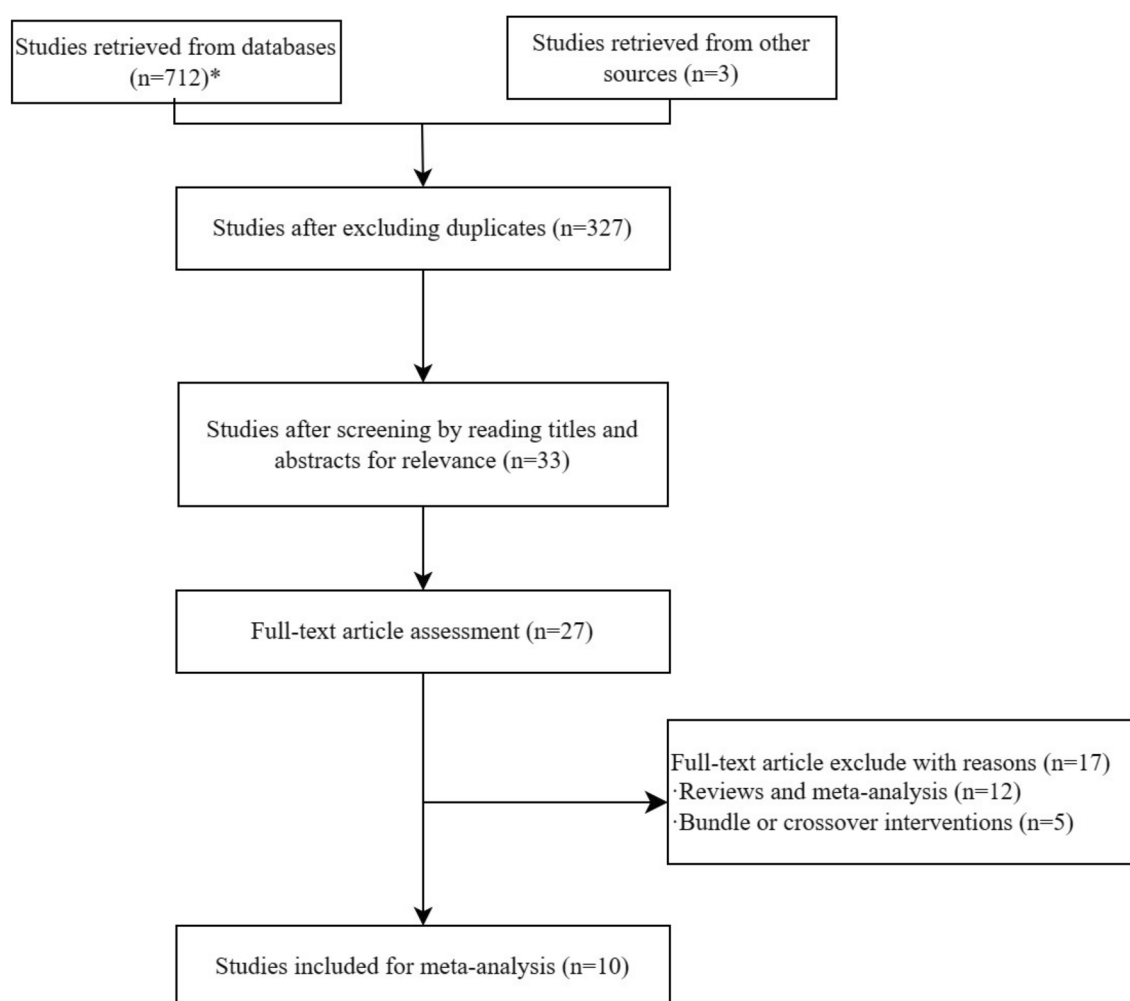 Studies retrieved from databases
(n=712)*
Studies retrieved from other
sources (n=3)
Studies after excluding duplicates (n=327)
Studies after screening by reading titles and
abstracts for relevance (n=33)
Full-text article assessment (n=27)
Full-text article exclude with reasons (n=17)
·Reviews and meta-analysis (n=12)
·Bundle or crossover interventions (n=5)
Studies included for meta-analysis (n=10)